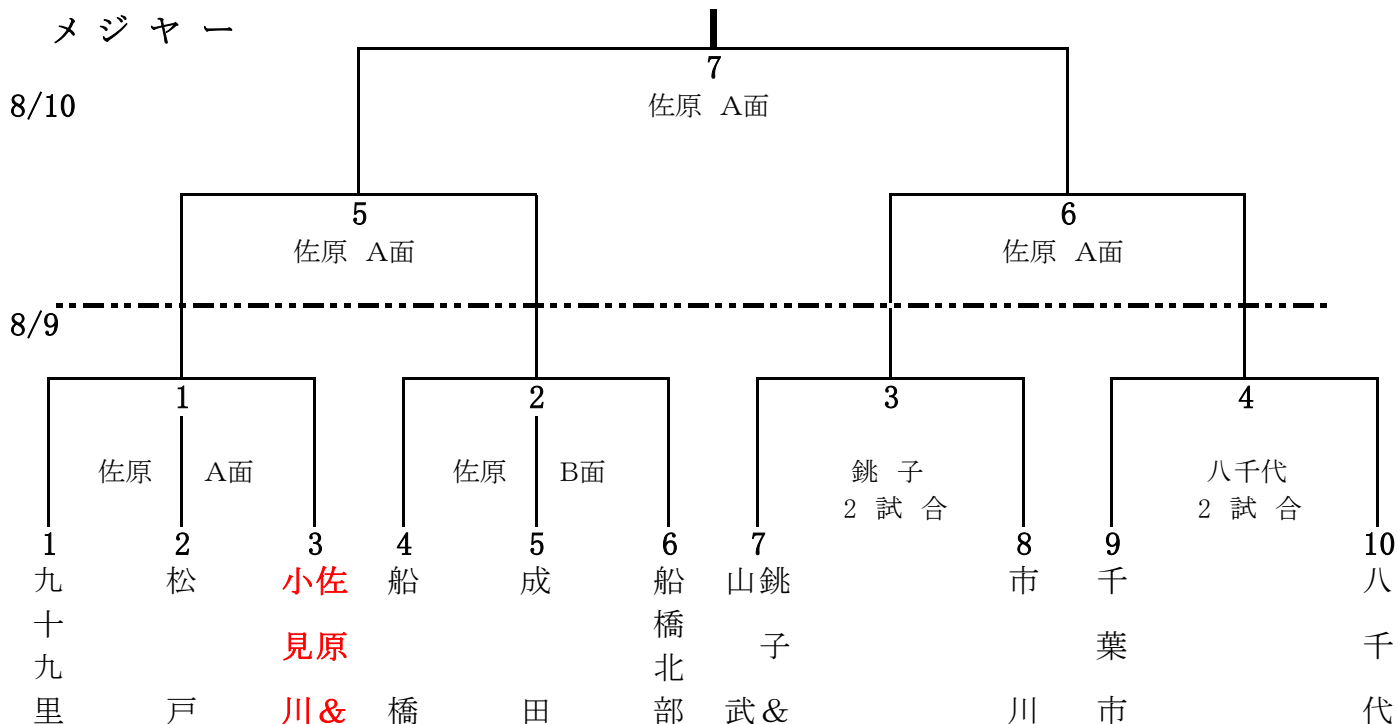 メジャー
7
8/10
佐原 A面
5
6
佐原 A面
佐原 A面
8/9
1
2
3
4
佐原 A面
佐原 B面
銚子
2試合
八千代
2試合
1
2
3
4
5
6
7
8
9
10
九十九里
松戸
佐原&
小見川
船橋
成田
船橋北部
銚子&
山武
市川
千葉市
八千代